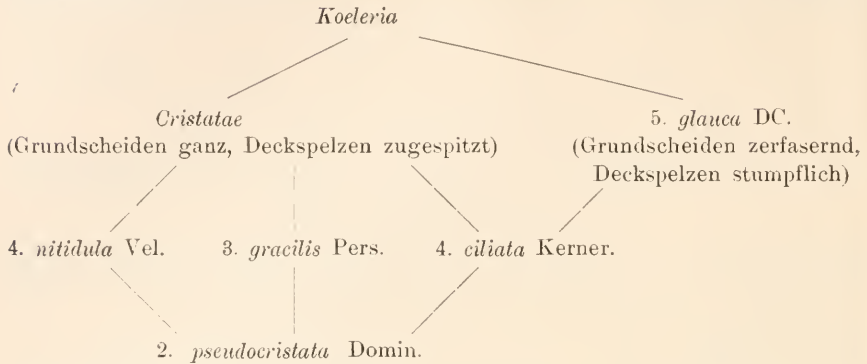 Koeleria
Cristatae
(Grundscheiden ganz, Deckspelzen zugespitzt)
5. glauca DC.
(Grundscheiden zerfasernd,
Deckspelzen stumpflich)
4. nitidula Vel.
3. gracilis Pers.
4. ciliata Kerner.
2. pseudocristata Domin.